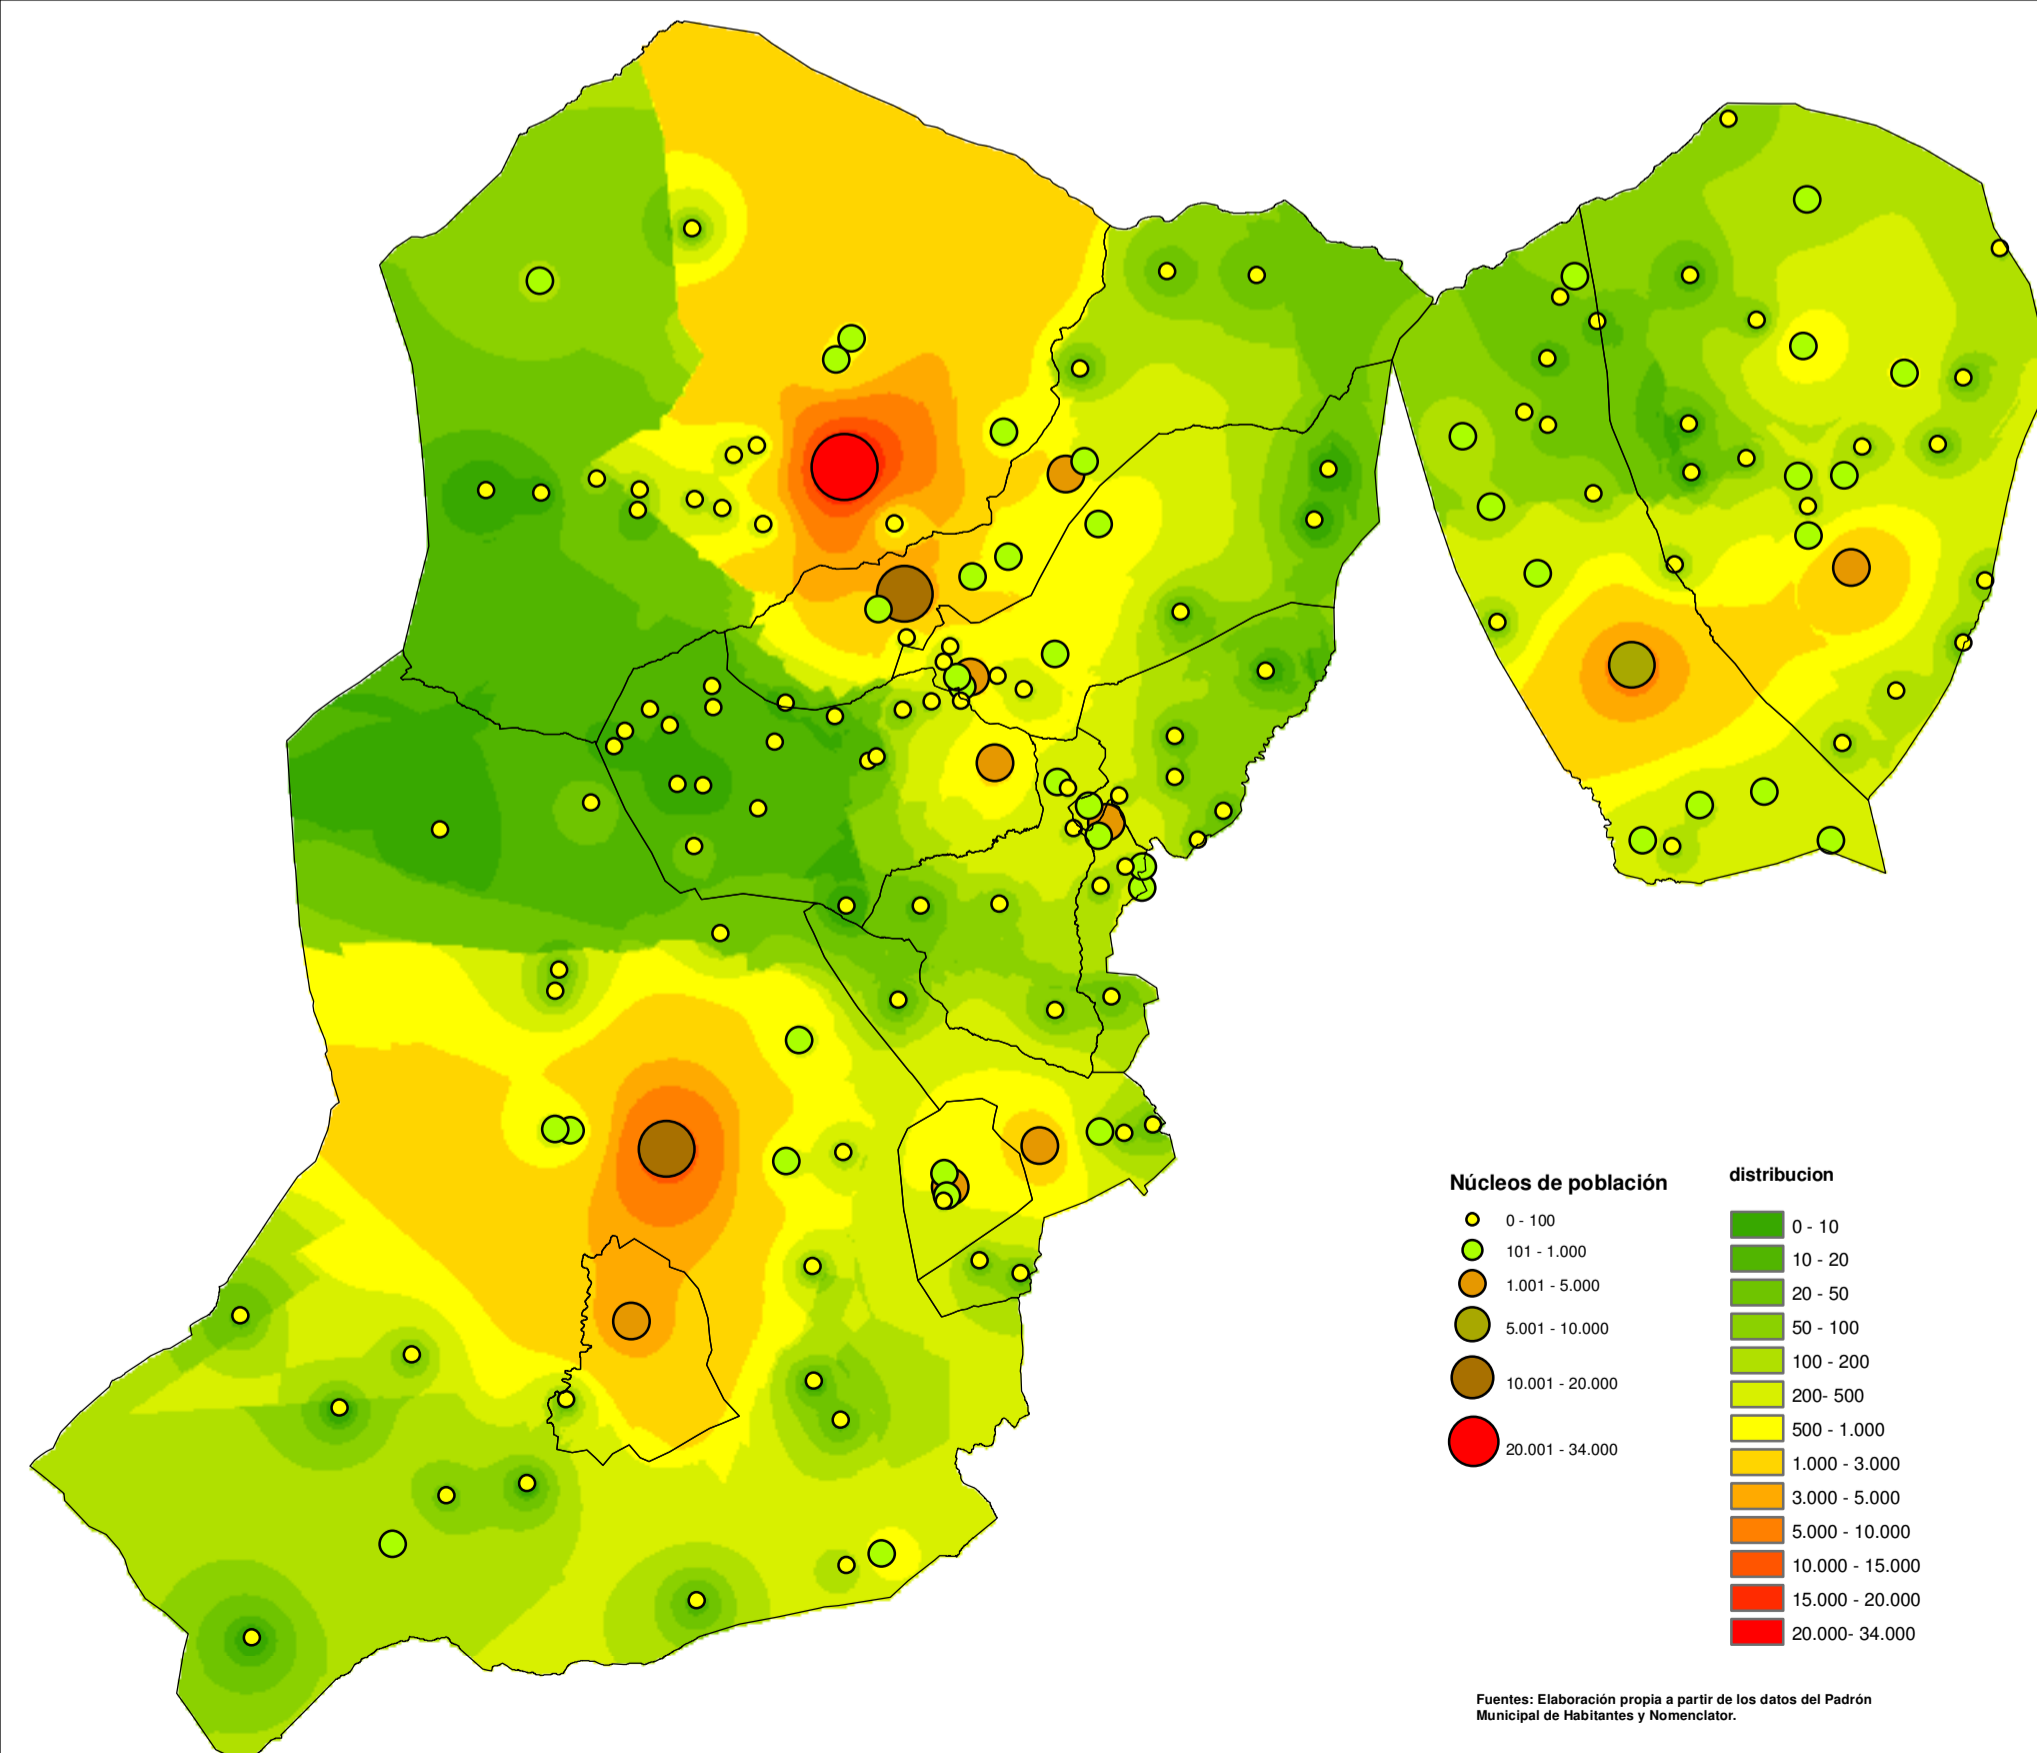 Núcleos de población
0 - 100
101 - 1.000
1.001 - 5.000
5.001 - 10.000
10.001 - 20.000
20.001 - 34.000
distribucion
0 - 10
10 - 20
20 - 50
50 - 100
100 - 200
200- 500
500 - 1.000
1.000 - 3.000
3.000 - 5.000
5.000 - 10.000
10.000 - 15.000
15.000 - 20.000
20.000- 34.000
Fuentes: Elaboración propia a partir de los datos del Padrón
Municipal de Habitantes y Nomenclator.